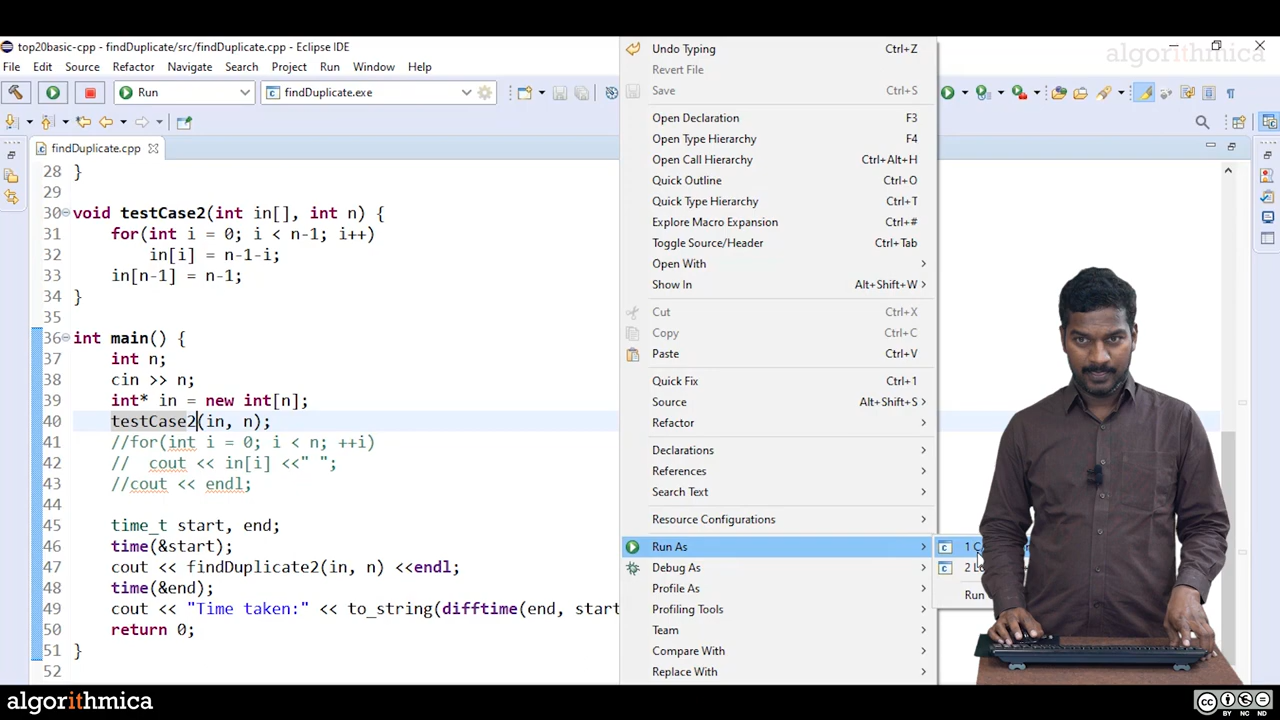 top20basic-cpp - findDuplicate/src/findDuplicate.cpp - Eclipse IDE
algorithmica
File Edit Source Refactor Navigate Search Project Run Window Help
Run findDuplicate.exe
findDuplicate.cpp
28 }
29
30 void testCase2(int in[], int n) {
31 for(int i = 0; i < n-1; i++)
32 in[i] = n-1-i;
33 in[n-1] = n-1;
34 }
35
36 int main() {
37 int n;
38 cin >> n;
39 int* in = new int[n];
40 testCase2(in, n);
41 //for(int i = 0; i < n; ++i)
42 // cout << in[i] <<" ";
43 //cout << endl;
44
45 time_t start, end;
46 time(&start);
47 cout << findDuplicate2(in, n) <<endl;
48 time(&end);
49 cout << "Time taken:" << to_string(difftime(end, start
50 return 0;
51 }
52
Undo Typing Ctrl+Z
Revert File
Save Ctrl+S
Open Declaration F3
Open Type Hierarchy F4
Open Call Hierarchy Ctrl+Alt+H
Quick Outline Ctrl+O
Quick Type Hierarchy Ctrl+T
Explore Macro Expansion Ctrl+#
Toggle Source/Header Ctrl+Tab
Open With
Show In Alt+Shift+W
Cut Ctrl+X
Copy Ctrl+C
Paste Ctrl+V
Quick Fix Ctrl+1
Source Alt+Shift+S
Refactor
Declarations
References
Search Text
Resource Configurations
Run As
Debug As
Profile As
Profiling Tools
Team
Compare With
Replace With
1
2
Run
algorithmica
CC BY NC ND